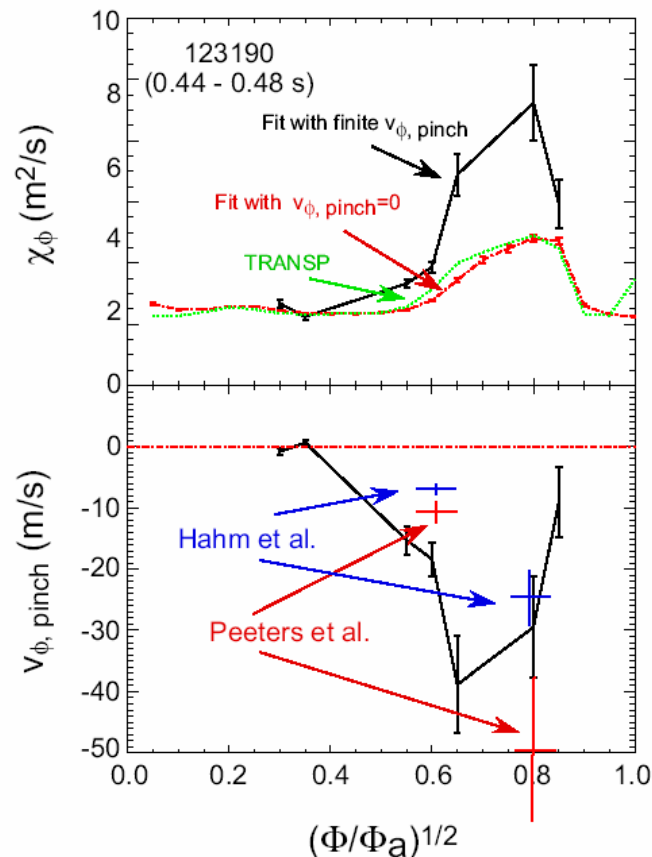 10
123190
(0.44 - 0.48 s)
8
Fit with finite vϕ, pinch
6
χϕ (m²/s)
Fit with vϕ, pinch=0
4
TRANSP
2
0
0
-10
Hahm et al.
-20
vϕ, pinch (m/s)
Peeters et al.
-30
-40
-50
0.0 0.2 0.4 0.6 0.8 1.0
(Φ/Φa)1/2